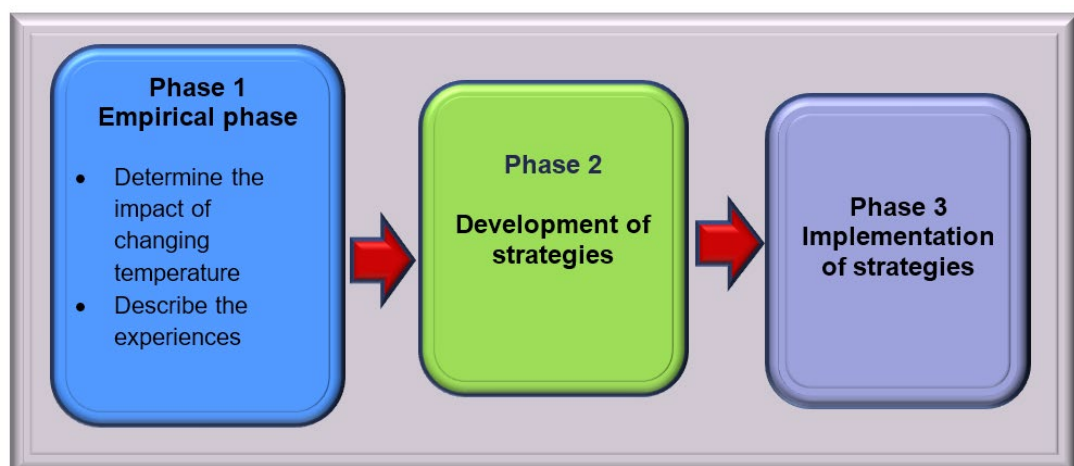 Phase 1
Empirical phase
• Determine the
impact of
changing
temperature
• Describe the
experiences
Phase 2
Development of
strategies
Phase 3
Implementation
of strategies